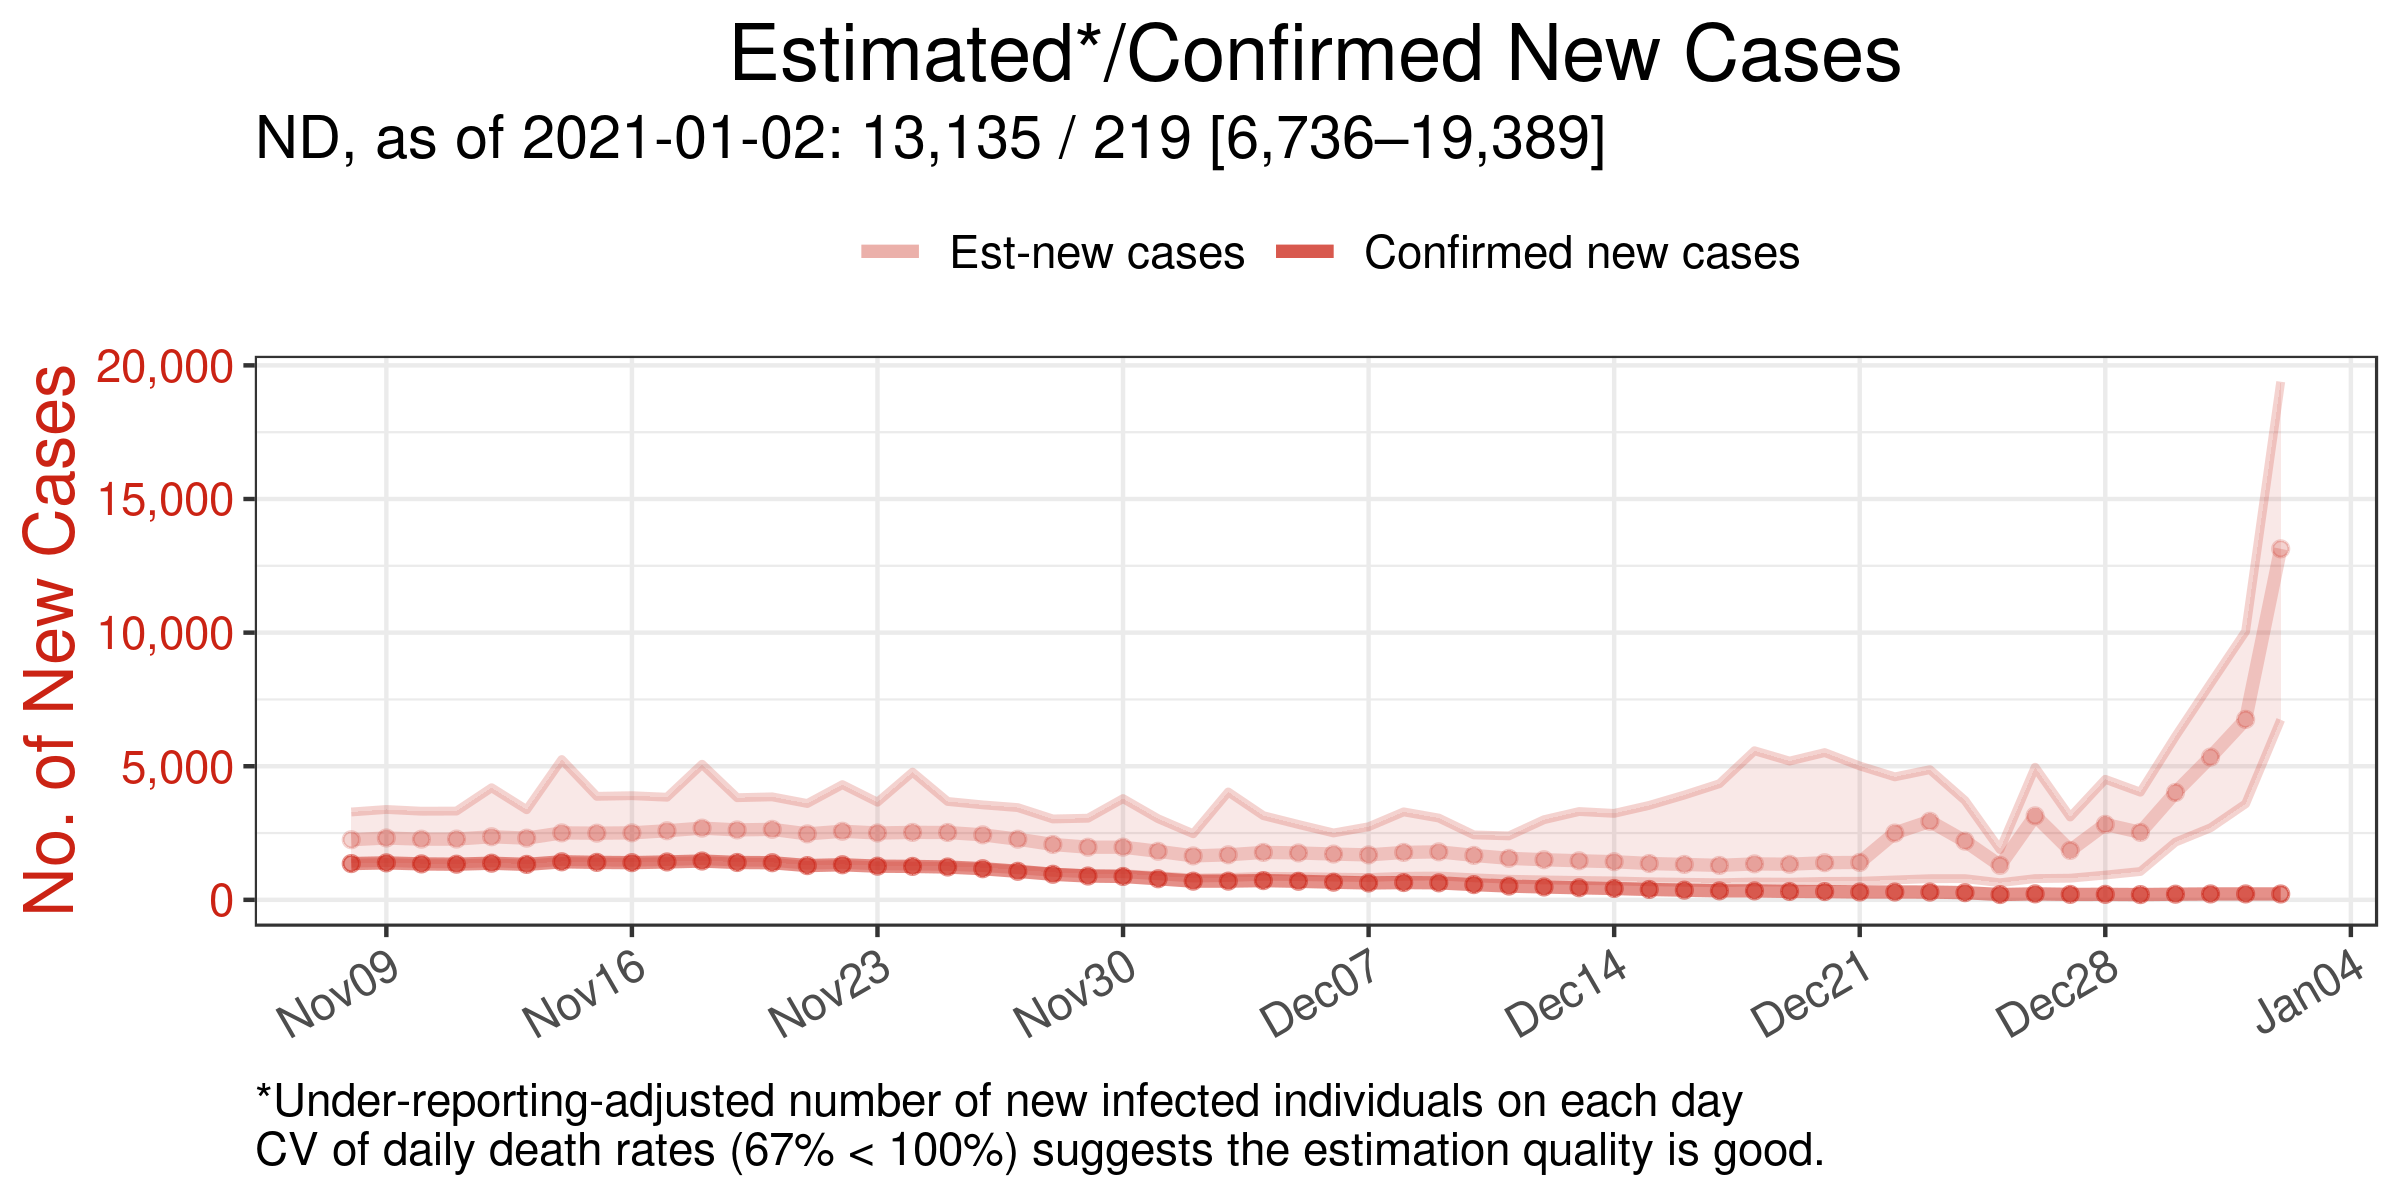 Estimated*/Confirmed New Cases
ND, as of 2021-01-02: 13,135 / 219 [6,736–19,389]
Est-new cases
Confirmed new cases
No. of New Cases
20,000
15,000
10,000
5,000
0
Nov09
Nov16
Nov23
Nov30
Dec07
Dec14
Dec21
Dec28
Jan04
*Under-reporting-adjusted number of new infected individuals on each day
CV of daily death rates (67% < 100%) suggests the estimation quality is good.